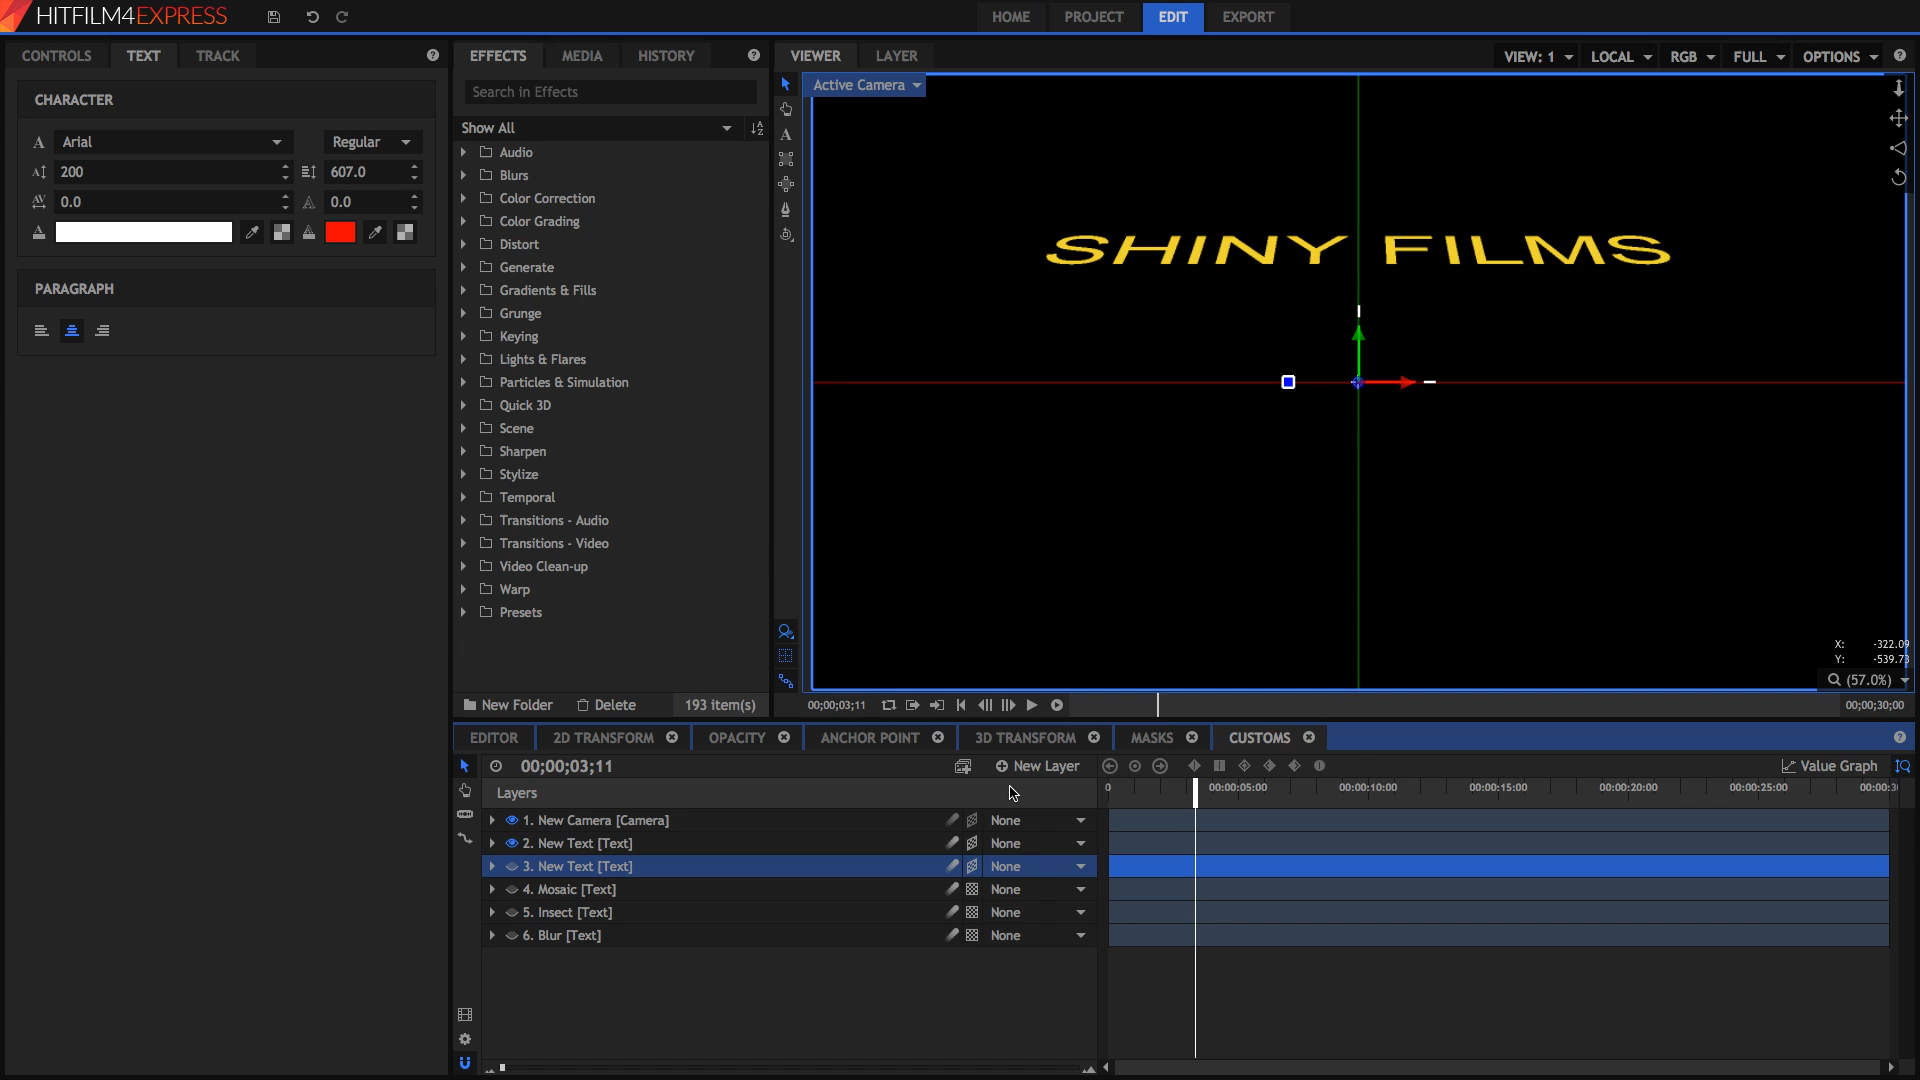 HITFILM4EXPRESS
HOME
PROJECT
EDIT
EXPORT
CONTROLS
TEXT
TRACK
EFFECTS
MEDIA
HISTORY
VIEWER
LAYER
VIEW: 1
LOCAL
RGB
FULL
OPTIONS
CHARACTER
Arial
Regular
200
607.0
0.0
0.0
PARAGRAPH
Search in Effects
Show All
Audio
Blurs
Color Correction
Color Grading
Distort
Generate
Gradients & Fills
Grunge
Keying
Lights & Flares
Particles & Simulation
Quick 3D
Scene
Sharpen
Stylize
Temporal
Transitions - Audio
Transitions - Video
Video Clean-up
Warp
Presets
New Folder
Delete
193 item(s)
Active Camera
SHINY FILMS
X: -322.09
Y: -539.73
(57.0%)
00;00;03;11
00;00;30;00
EDITOR
2D TRANSFORM
OPACITY
ANCHOR POINT
3D TRANSFORM
MASKS
CUSTOMS
00;00;03;11
New Layer
Value Graph
Layers
0
00:00:05:00
00:00:10:00
00:00:15:00
00:00:20:00
00:00:25:00
00:00:3
1. New Camera [Camera]
None
2. New Text [Text]
None
3. New Text [Text]
None
4. Mosaic [Text]
None
5. Insect [Text]
None
6. Blur [Text]
None